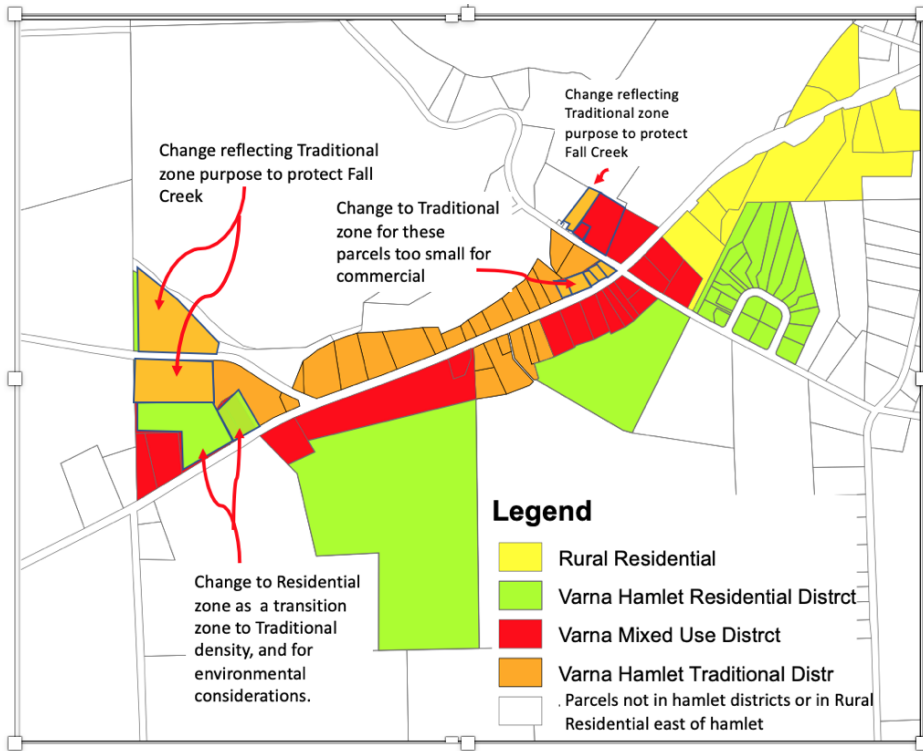 Change reflecting
Traditional zone
purpose to protect
Fall Creek
Change reflecting Traditional
zone purpose to protect Fall
Creek
Change to Traditional
zone for these
parcels too small for
commercial
Change to Residential
zone as a transition
zone to Traditional
density, and for
environmental
considerations.
Legend
Rural Residential
Varna Hamlet Residential Distrct
Varna Mixed Use Distrct
Varna Hamlet Traditional Distr
. Parcels not in hamlet districts or in Rural
Residential east of hamlet